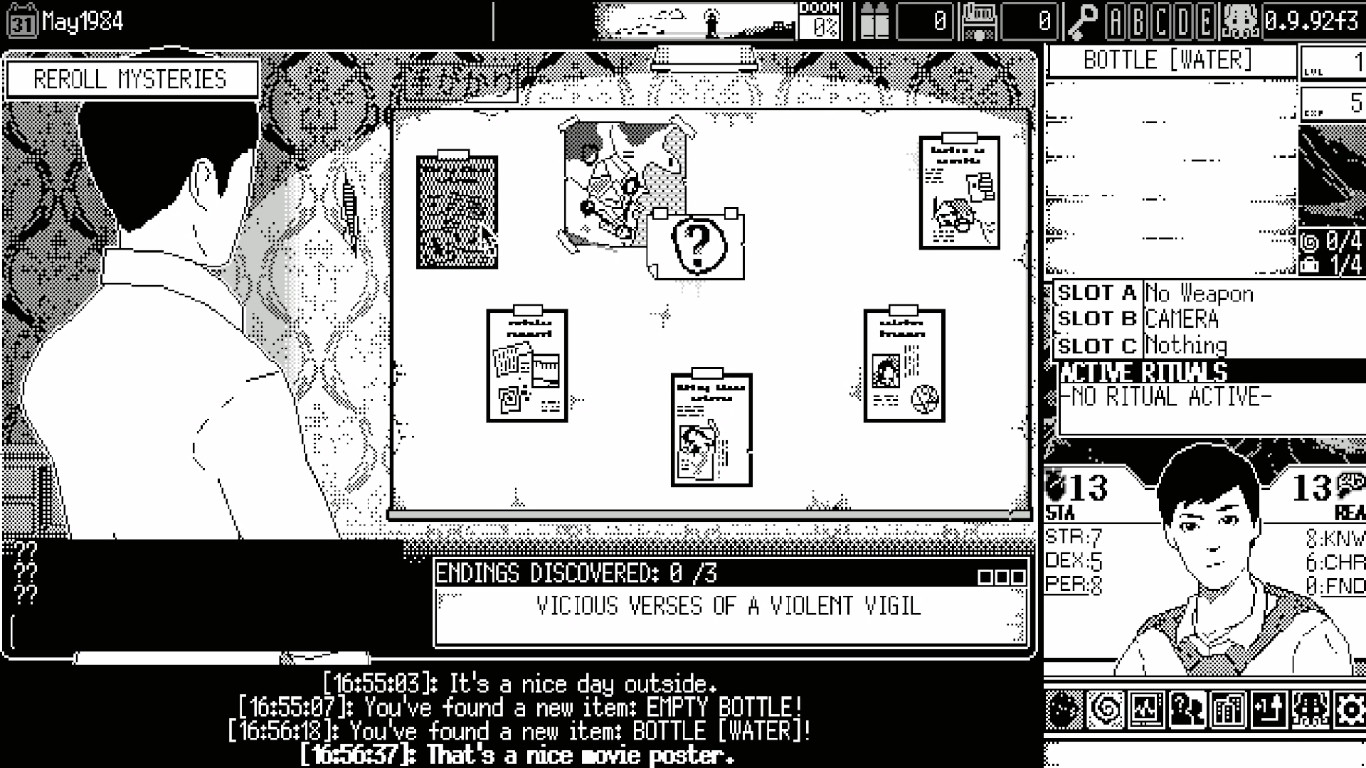 31 May1984
DOOM
0%
0
0
A B C D E
0.9.92f3
REROLL MYSTERIES
BOTTLE [WATER]
LVL 1
EXP 5
?
0/4
1/4
SLOT A No Weapon
SLOT B CAMERA
SLOT C Nothing
ACTIVE RITUALS
-NO RITUAL ACTIVE-
13
13
STA
REA
STR:7
8:KNW
DEX:5
6:CHR
PER:8
0:FND
??
??
??
ENDINGS DISCOVERED: 0 /3
VICIOUS VERSES OF A VIOLENT VIGIL
[16:55:03]: It's a nice day outside.
[16:55:07]: You've found a new item: EMPTY BOTTLE!
[16:56:18]: You've found a new item: BOTTLE [WATER]!
[16:56:37]: That's a nice movie poster.